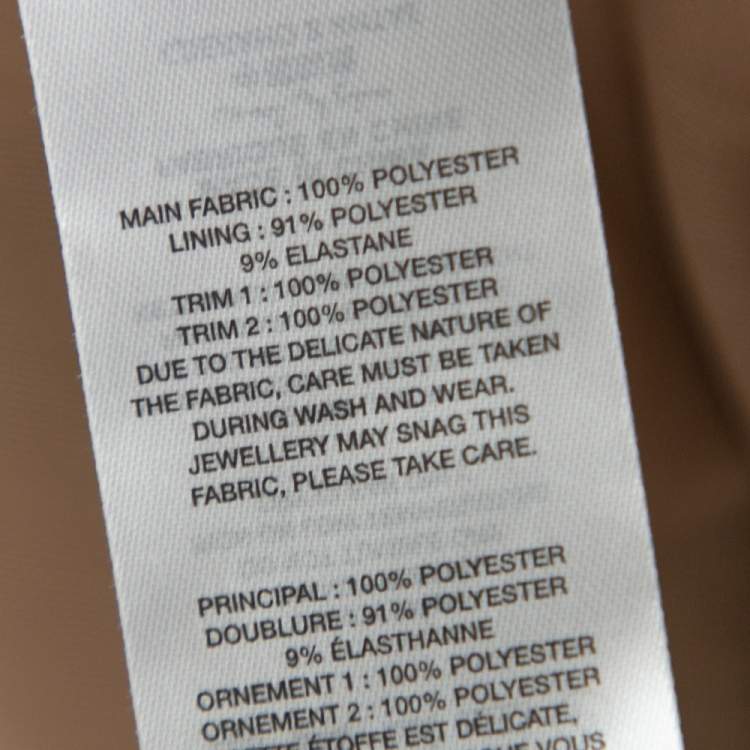 MAIN FABRIC : 100% POLYESTER
LINING : 91% POLYESTER
9% ELASTANE
TRIM 1 : 100% POLYESTER
TRIM 2 : 100% POLYESTER
DUE TO THE DELICATE NATURE OF
THE FABRIC, CARE MUST BE TAKEN
DURING WASH AND WEAR.
JEWELLERY MAY SNAG THIS
FABRIC, PLEASE TAKE CARE.
PRINCIPAL : 100% POLYESTER
DOUBLURE : 91% POLYESTER
9% ÉLASTHANNE
ORNEMENT 1 : 100% POLYESTER
ORNEMENT 2 : 100% POLYESTER
ÉTOFFE EST DÉLICATE,
VOUS